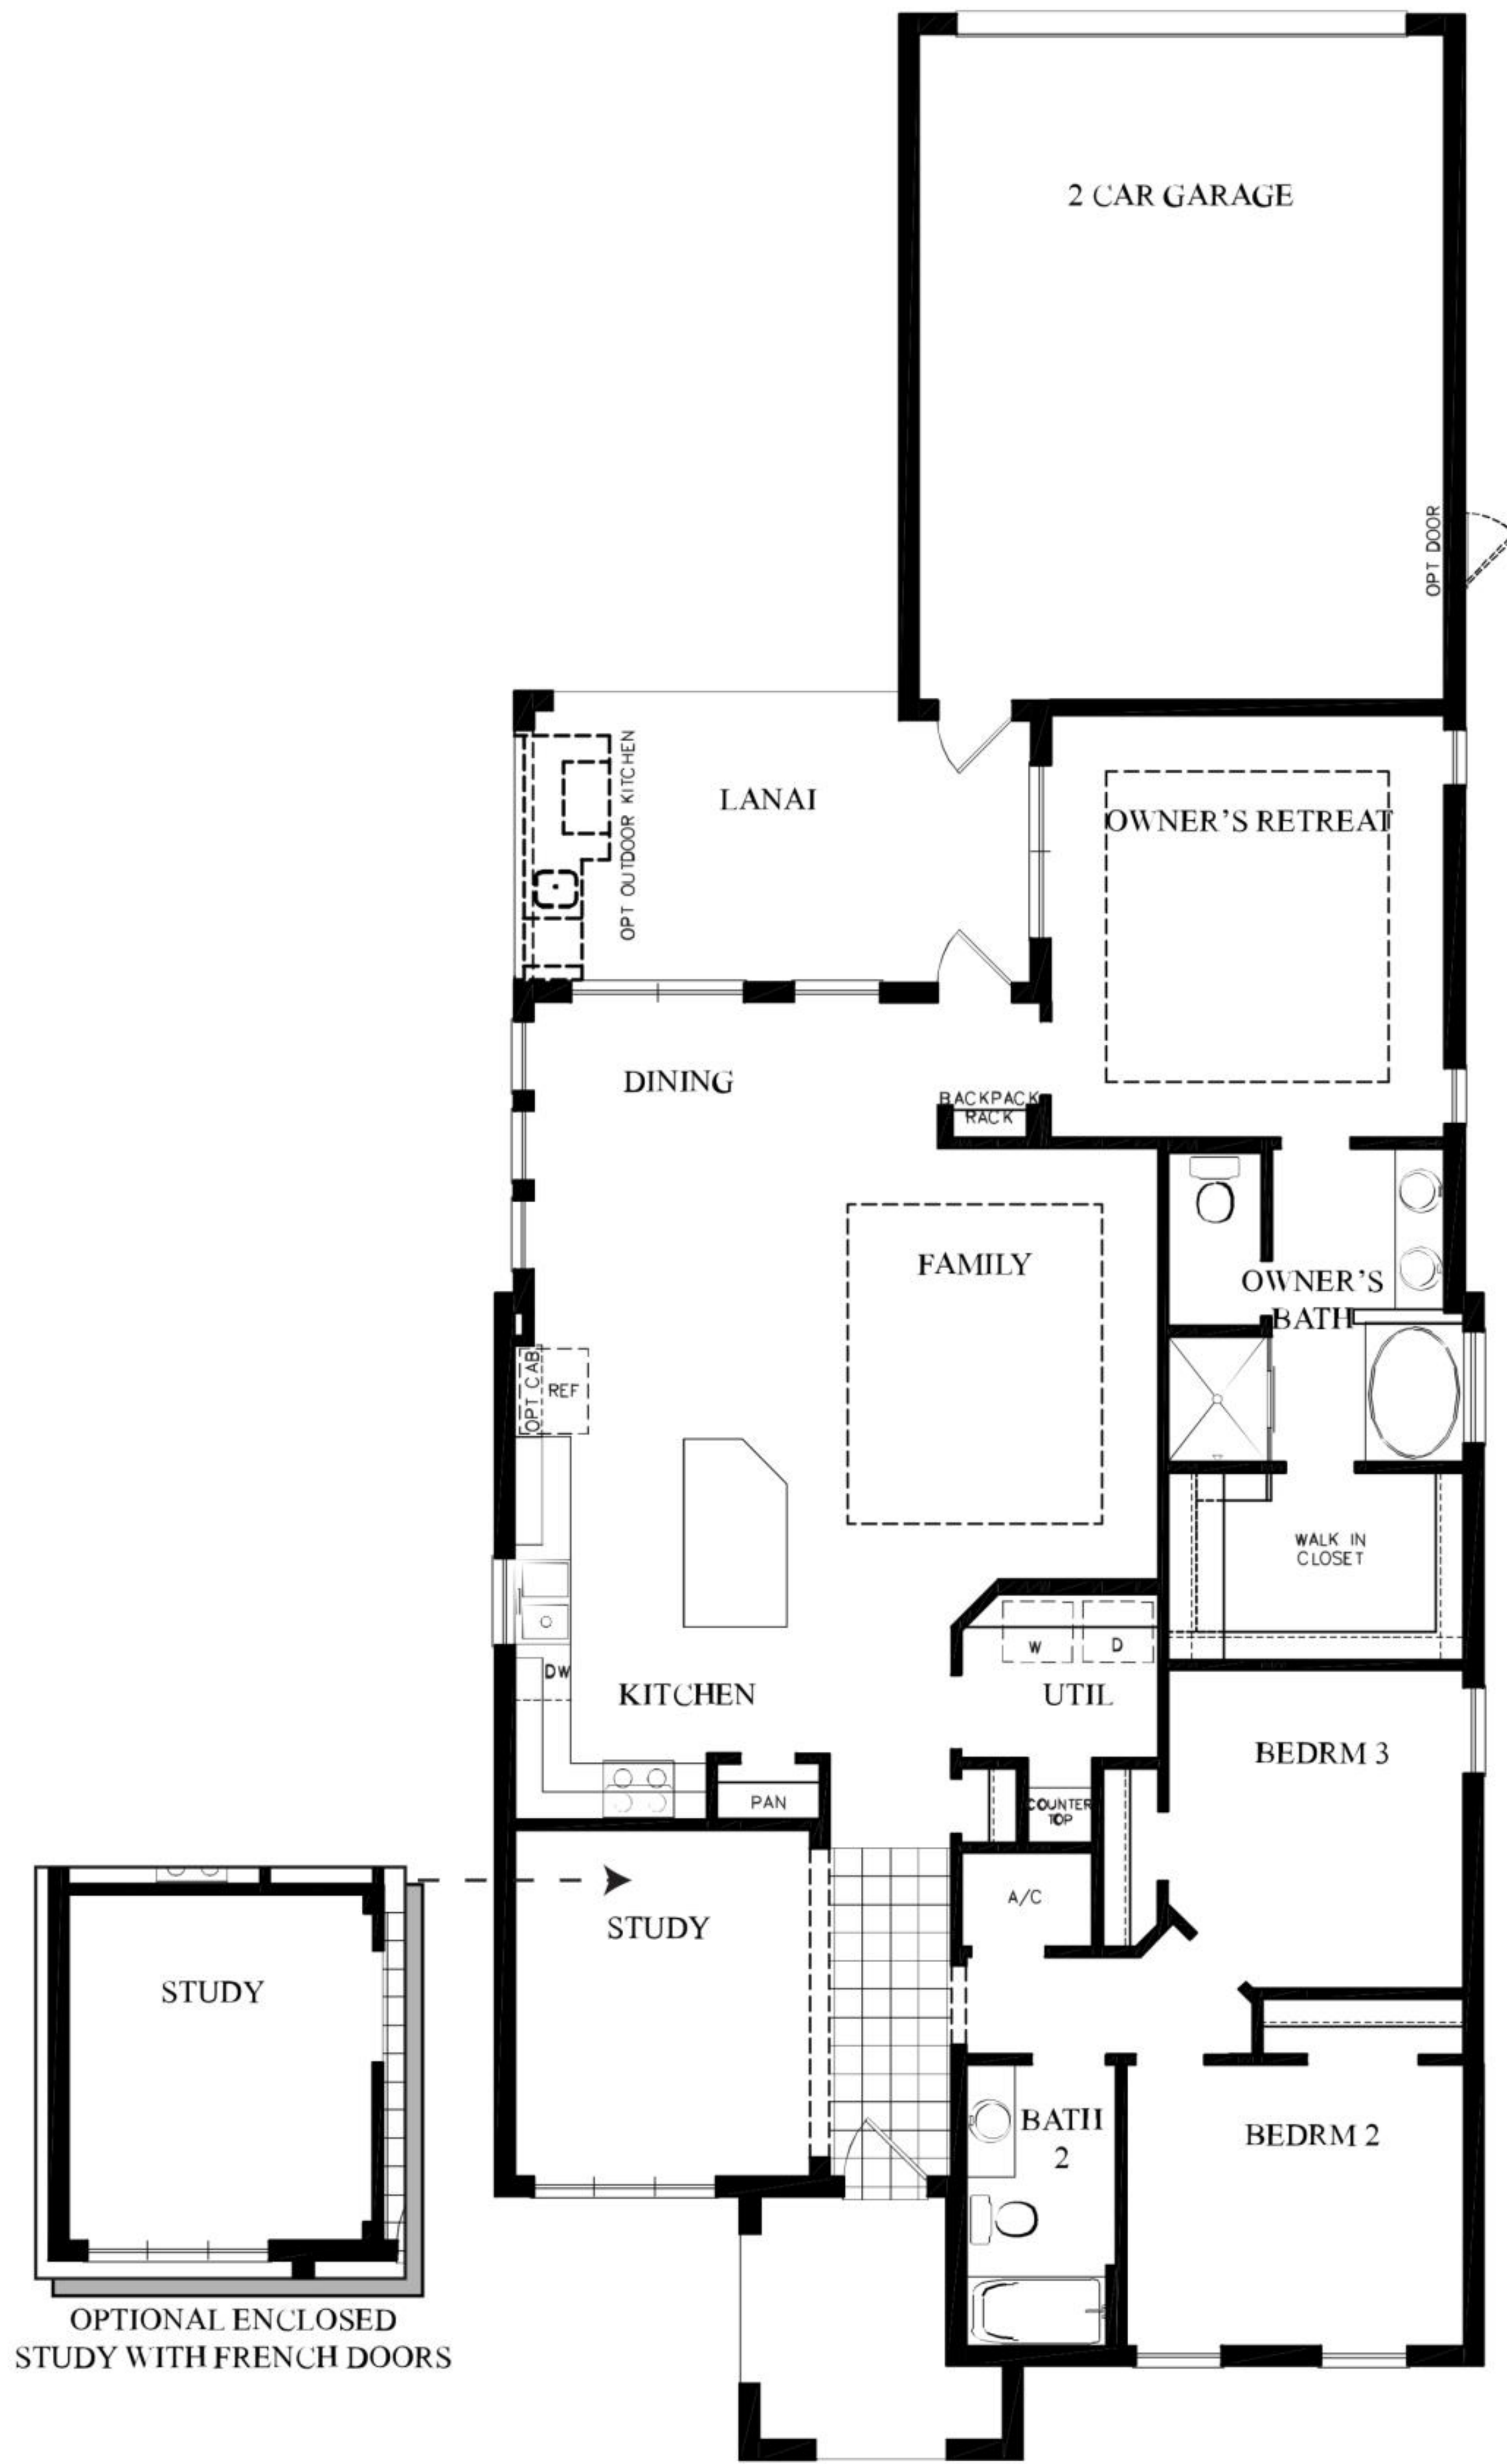 2 CAR GARAGE
OPT DOOR
OPT OUTDOOR KITCHEN
LANAI
OWNER'S RETREAT
DINING
BACKPACK
RACK
FAMILY
OWNER'S
BATH
OPT CAB
REF
WALK IN
CLOSET
W
D
DW
KITCHEN
UTIL
BEDRM 3
PAN
COUNTER
TOP
A/C
STUDY
STUDY
BATH
2
BEDRM 2
OPTIONAL ENCLOSED
STUDY WITH FRENCH DOORS